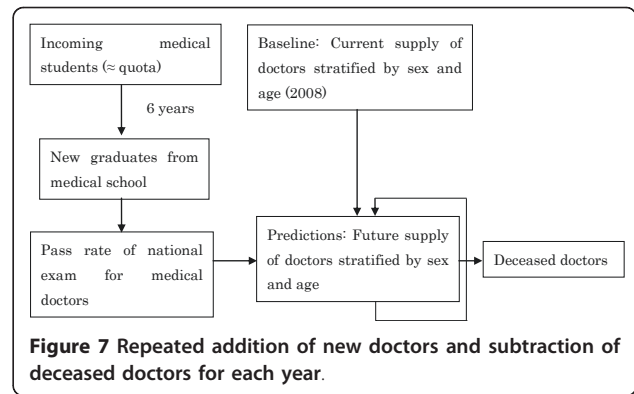 Incoming medical
students (≈ quota)
6 years
New graduates from
medical school
Pass rate of national
exam for medical
doctors
Baseline: Current supply of
doctors stratified by sex and
age (2008)
Predictions: Future supply
of doctors stratified by sex
and age
Deceased doctors
Figure 7 Repeated addition of new doctors and subtraction of
deceased doctors for each year.